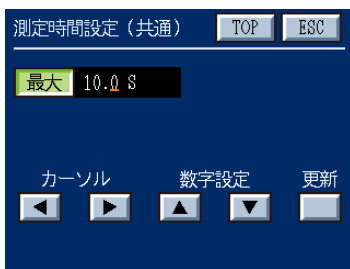 測定時間設定（共通） TOP ESC
最大 10.0 S
カーソル 数字設定 更新
◀ ▶ ▲ ▼